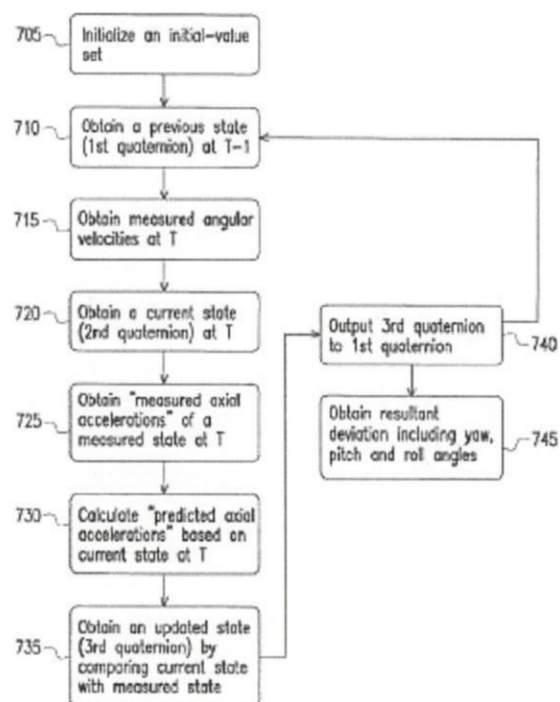 705
Initialize an initial-value
set
710
Obtain a previous state
(1st quaternion) at T-1
715
Obtain measured angular
velocities at T
720
Obtain a current state
(2nd quaternion) at T
725
Obtain "measured axial
accelerations" of a
measured state at T
730
Calculate "predicted axial
accelerations" based on
current state at T
735
Obtain an updated state
(3rd quaternion) by
comparing current state
with measured state
Output 3rd quaternion
to 1st quaternion
740
Obtain resultant
deviation including yaw,
pitch and roll angles
745